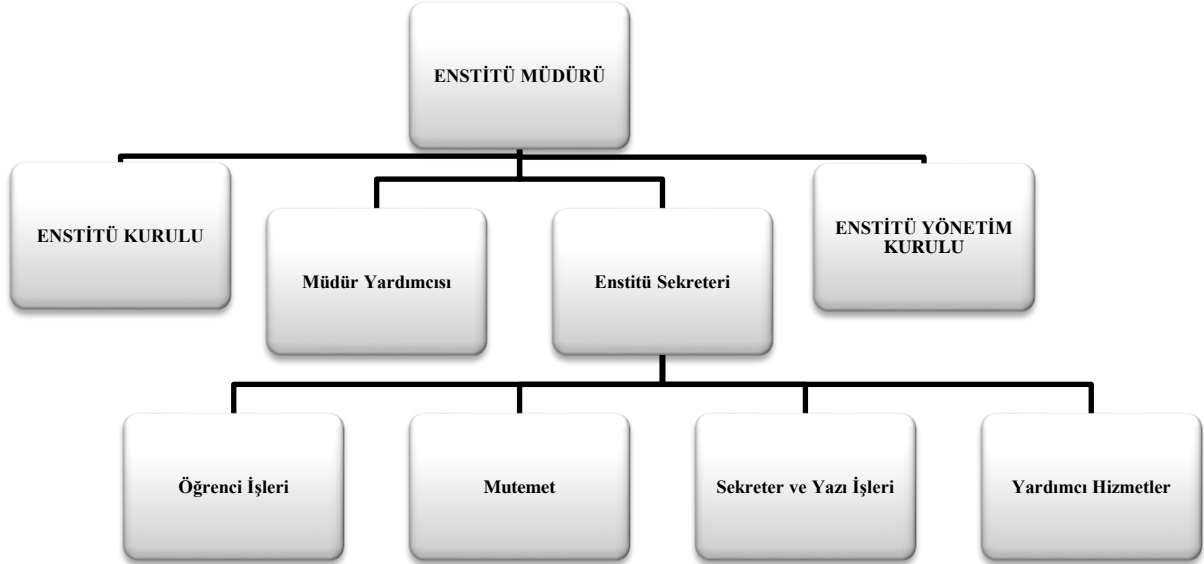 ENSTİTÜ MÜDÜRÜ
ENSTİTÜ KURULU
Müdür Yardımcısı
Enstitü Sekreteri
ENSTİTÜ YÖNETİM
KURULU
Öğrenci İşleri
Mutemet
Sekreter ve Yazı İşleri
Yardımcı Hizmetler